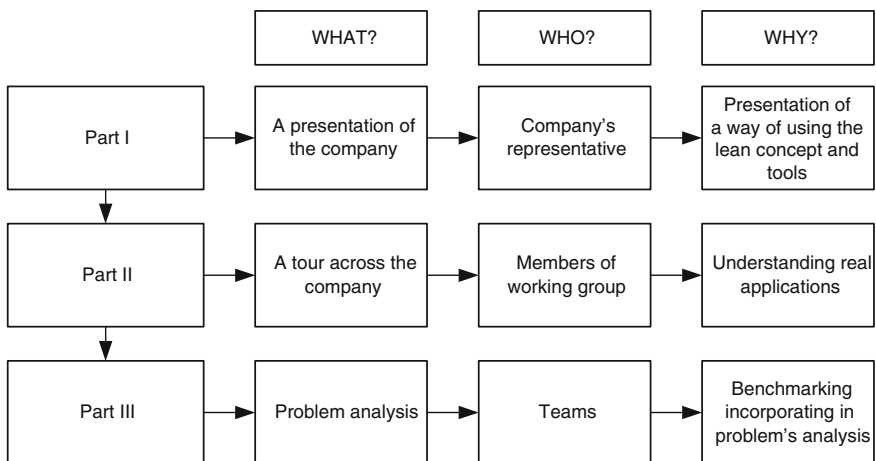 WHAT?
WHO?
WHY?
Part I
A presentation of
the company
Company’s
representative
Presentation of
a way of using the
lean concept and
tools
Part II
A tour across the
company
Members of
working group
Understanding real
applications
Part III
Problem analysis
Teams
Benchmarking
incorporating in
problem’s analysis